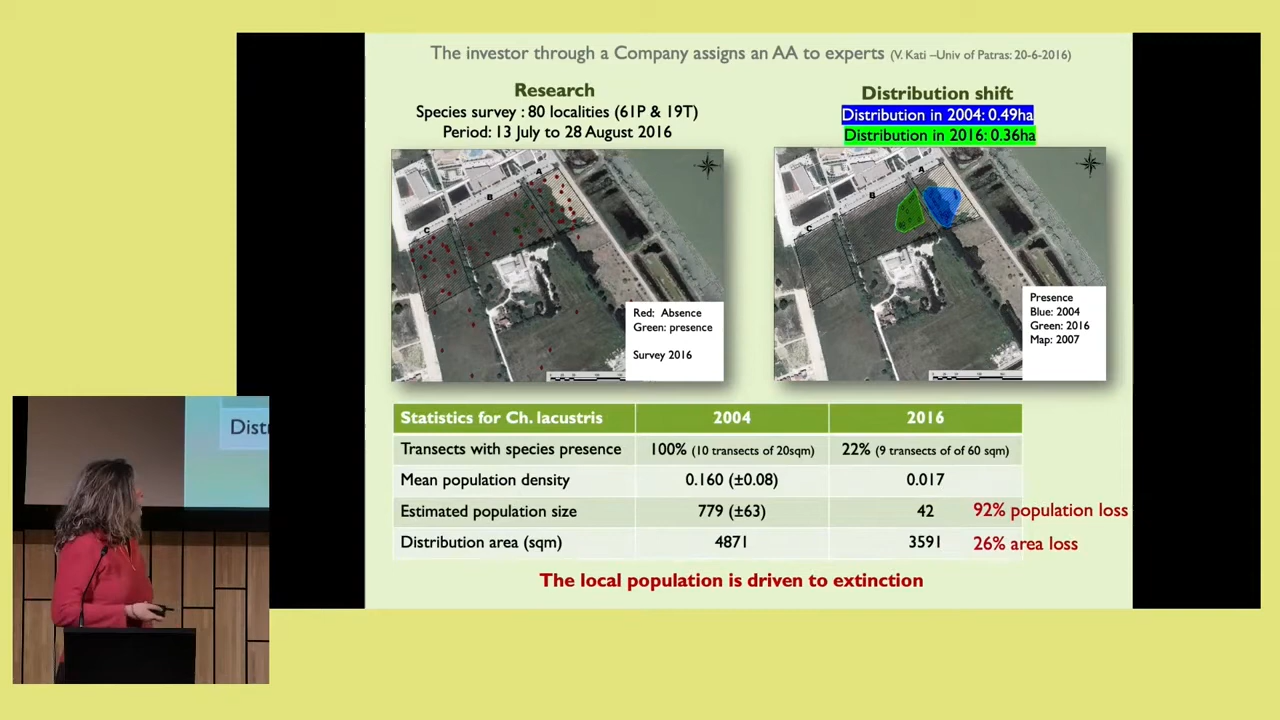 The investor through a Company assigns an AA to experts (V. Kati –Univ of Patras: 20-6-2016)
Research
Species survey : 80 localities (61P & 19T)
Period: 13 July to 28 August 2016
Distribution shift
Distribution in 2004: 0.49ha
Distribution in 2016: 0.36ha
A
B
C
Red: Absence
Green: presence
Survey 2016
A
B
C
Presence
Blue: 2004
Green: 2016
Map: 2007
Statistics for Ch. lacustris 2004 2016
Transects with species presence 100% (10 transects of 20sqm) 22% (9 transects of of 60 sqm)
Mean population density 0.160 (±0.08) 0.017
Estimated population size 779 (±63) 42 92% population loss
Distribution area (sqm) 4871 3591 26% area loss
The local population is driven to extinction
Distr